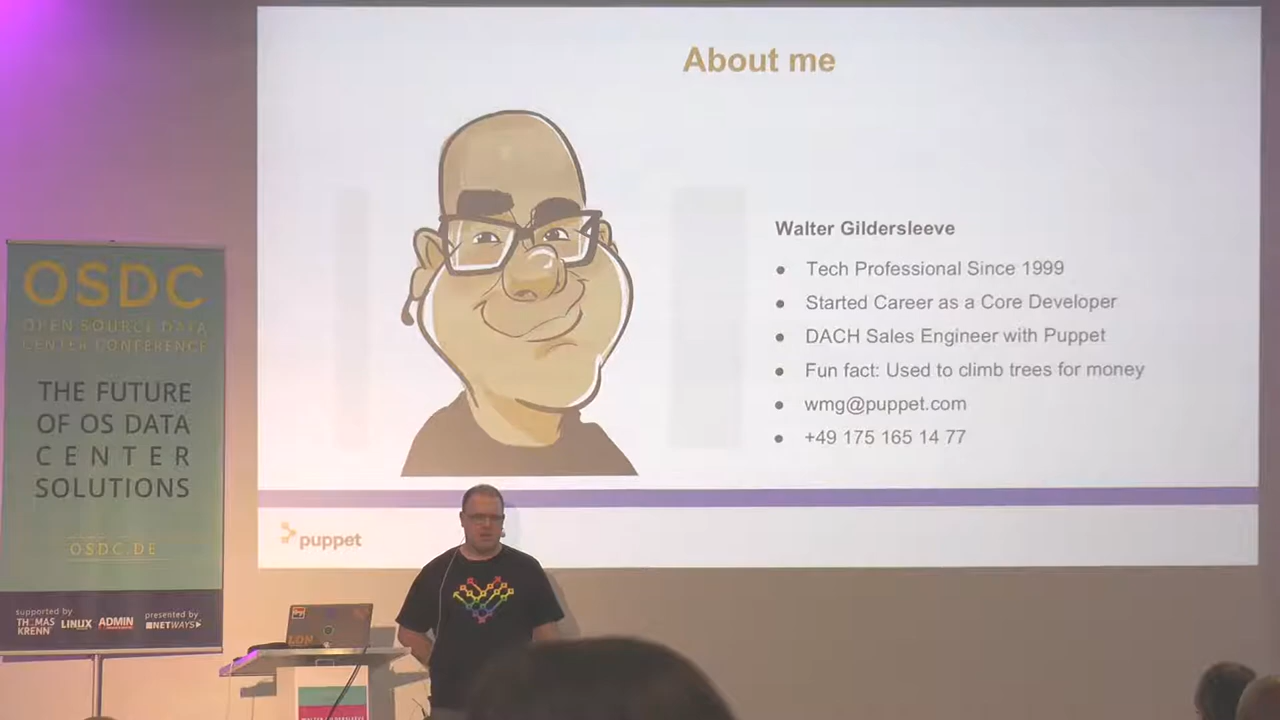 About me
Walter Gildersleeve
● Tech Professional Since 1999
● Started Career as a Core Developer
● DACH Sales Engineer with Puppet
● Fun fact: Used to climb trees for money
● wmg@puppet.com
● +49 175 165 14 77
puppet
OSDC
OPEN SOURCE DATA
CENTER CONFERENCE
THE FUTURE
OF OS DATA
CENTER
SOLUTIONS
OSDC.DE
supported by
presented by
THOMAS
KRENN
LINUX
ADMIN
NETWAYS
LDN
WALTER GILDERSLEEVE